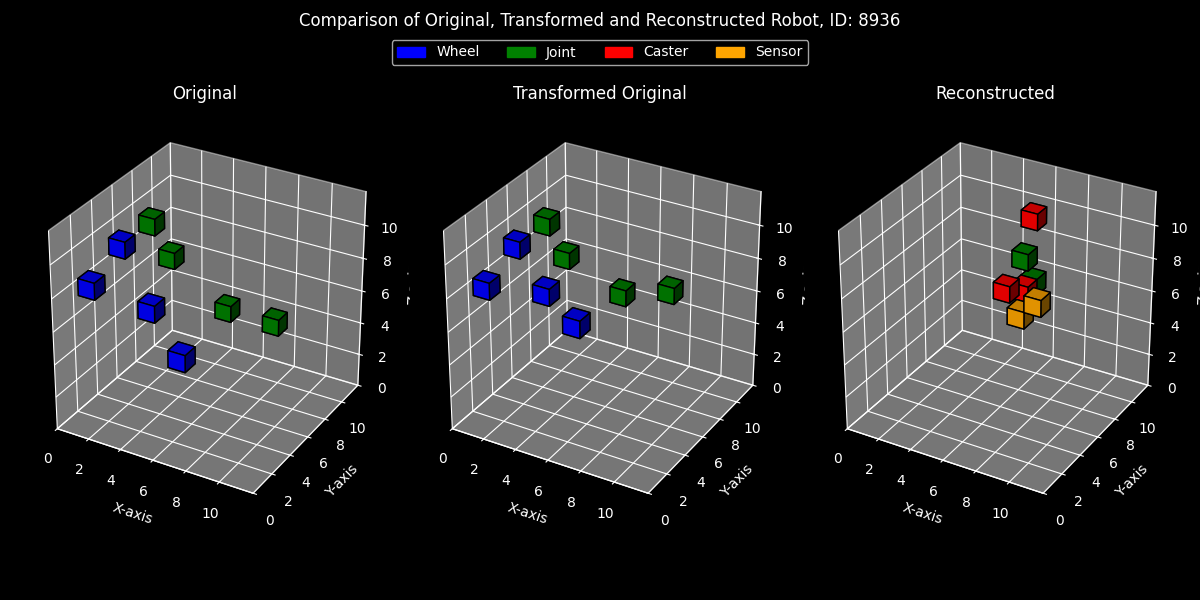 Comparison of Original, Transformed and Reconstructed Robot, ID: 8936
Wheel Joint Caster Sensor
Original Transformed Original Reconstructed
10 10 10
8 8 8
6 6 6
4 4 4
2 2 2
0 0 0
10 10 10
8 8 8
6 6 6
4 4 4
2 2 2
0 0 0
0 2 4 6 8 10 0 2 4 6 8 10 0 2 4 6 8 10
X-axis Y-axis X-axis Y-axis X-axis Y-axis